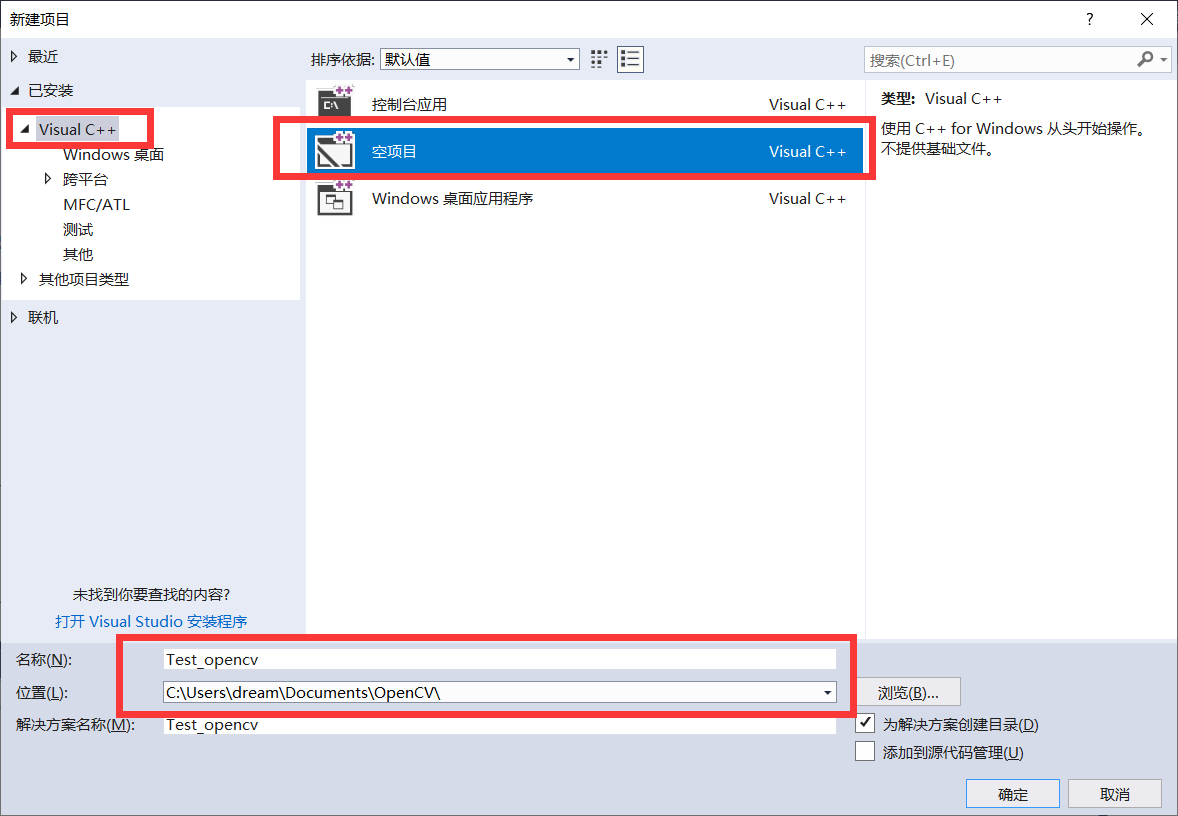 新建项目
?
最近
已安装
Visual C++
Windows 桌面
跨平台
MFC/ATL
测试
其他
其他项目类型
联机
未找到你要查找的内容?
打开 Visual Studio 安装程序
排序依据: 默认值
C:\
控制台应用 Visual C++
空项目 Visual C++
Windows 桌面应用程序 Visual C++
搜索(Ctrl+E)
类型: Visual C++
使用 C++ for Windows 从头开始操作。
不提供基础文件。
名称(N): Test_opencv
位置(L): C:\Users\dream\Documents\OpenCV\ 浏览(B)...
解决方案名称(M): Test_opencv
为解决方案创建目录(D)
添加到源代码管理(U)
确定 取消